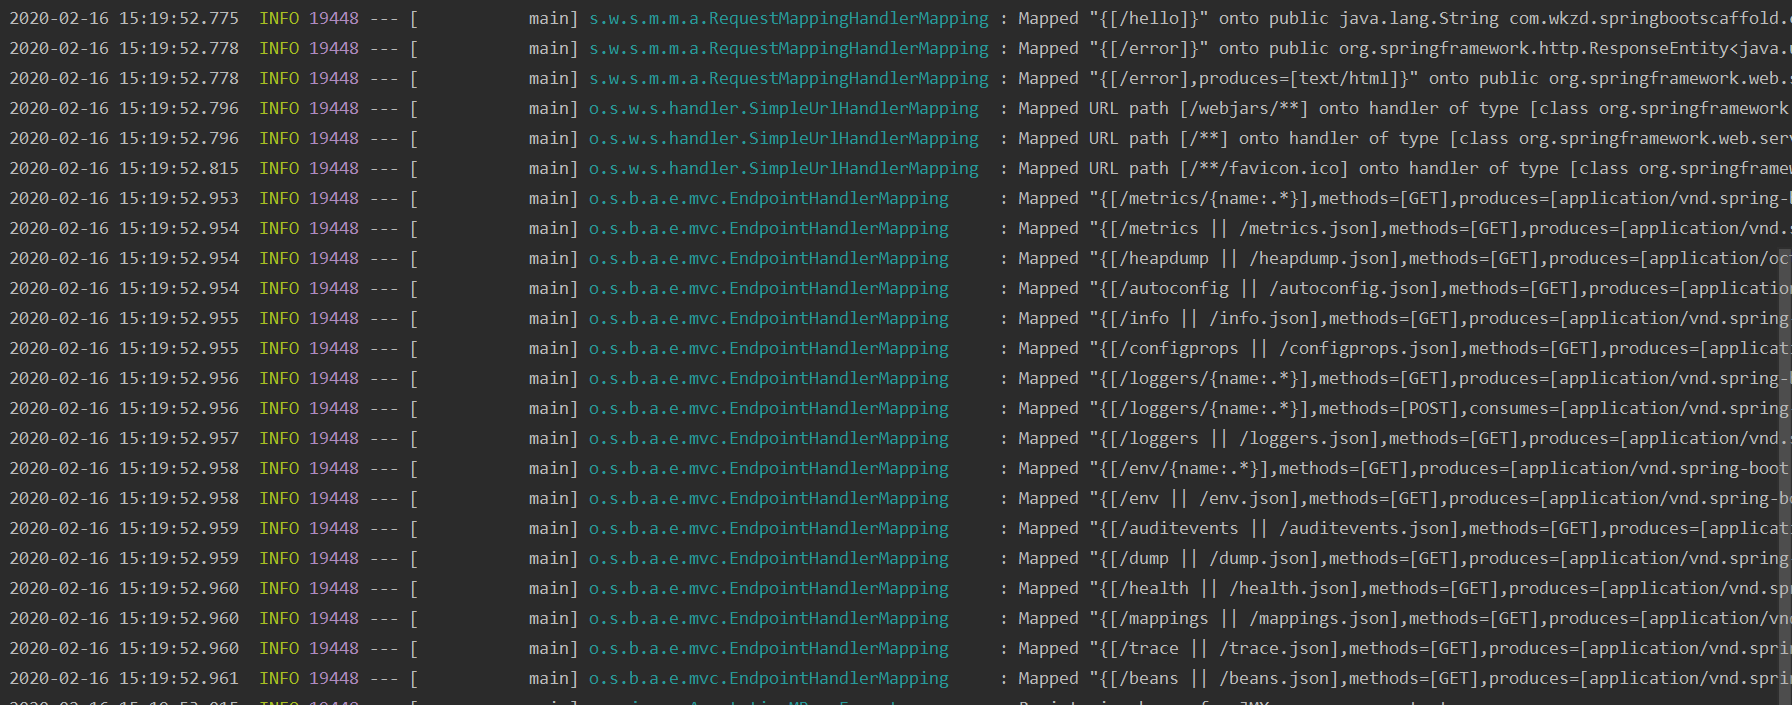 2020-02-16 15:19:52.775  INFO 19448 --- [           main] s.w.s.m.m.a.RequestMappingHandlerMapping : Mapped "{[/hello]}" onto public java.lang.String com.wkzd.springbootscaffold.
2020-02-16 15:19:52.778  INFO 19448 --- [           main] s.w.s.m.m.a.RequestMappingHandlerMapping : Mapped "{[/error]}" onto public org.springframework.http.ResponseEntity<java.
2020-02-16 15:19:52.778  INFO 19448 --- [           main] s.w.s.m.m.a.RequestMappingHandlerMapping : Mapped "{[/error],produces=[text/html]}" onto public org.springframework.web.
2020-02-16 15:19:52.796  INFO 19448 --- [           main] o.s.w.s.handler.SimpleUrlHandlerMapping  : Mapped URL path [/webjars/**] onto handler of type [class org.springframework.
2020-02-16 15:19:52.796  INFO 19448 --- [           main] o.s.w.s.handler.SimpleUrlHandlerMapping  : Mapped URL path [/**] onto handler of type [class org.springframework.web.serv
2020-02-16 15:19:52.815  INFO 19448 --- [           main] o.s.w.s.handler.SimpleUrlHandlerMapping  : Mapped URL path [/**/favicon.ico] onto handler of type [class org.springframew
2020-02-16 15:19:52.953  INFO 19448 --- [           main] o.s.b.a.e.mvc.EndpointHandlerMapping     : Mapped "{[/metrics/{name:.*}],methods=[GET],produces=[application/vnd.spring-
2020-02-16 15:19:52.954  INFO 19448 --- [           main] o.s.b.a.e.mvc.EndpointHandlerMapping     : Mapped "{[/metrics || /metrics.json],methods=[GET],produces=[application/vnd.
2020-02-16 15:19:52.954  INFO 19448 --- [           main] o.s.b.a.e.mvc.EndpointHandlerMapping     : Mapped "{[/heapdump || /heapdump.json],methods=[GET],produces=[application/oc
2020-02-16 15:19:52.954  INFO 19448 --- [           main] o.s.b.a.e.mvc.EndpointHandlerMapping     : Mapped "{[/autoconfig || /autoconfig.json],methods=[GET],produces=[applicatio
2020-02-16 15:19:52.955  INFO 19448 --- [           main] o.s.b.a.e.mvc.EndpointHandlerMapping     : Mapped "{[/info || /info.json],methods=[GET],produces=[application/vnd.spring
2020-02-16 15:19:52.955  INFO 19448 --- [           main] o.s.b.a.e.mvc.EndpointHandlerMapping     : Mapped "{[/configprops || /configprops.json],methods=[GET],produces=[applicat
2020-02-16 15:19:52.956  INFO 19448 --- [           main] o.s.b.a.e.mvc.EndpointHandlerMapping     : Mapped "{[/loggers/{name:.*}],methods=[GET],produces=[application/vnd.spring-
2020-02-16 15:19:52.956  INFO 19448 --- [           main] o.s.b.a.e.mvc.EndpointHandlerMapping     : Mapped "{[/loggers/{name:.*}],methods=[POST],consumes=[application/vnd.spring
2020-02-16 15:19:52.957  INFO 19448 --- [           main] o.s.b.a.e.mvc.EndpointHandlerMapping     : Mapped "{[/loggers || /loggers.json],methods=[GET],produces=[application/vnd.
2020-02-16 15:19:52.958  INFO 19448 --- [           main] o.s.b.a.e.mvc.EndpointHandlerMapping     : Mapped "{[/env/{name:.*}],methods=[GET],produces=[application/vnd.spring-boot
2020-02-16 15:19:52.958  INFO 19448 --- [           main] o.s.b.a.e.mvc.EndpointHandlerMapping     : Mapped "{[/env || /env.json],methods=[GET],produces=[application/vnd.spring-b
2020-02-16 15:19:52.959  INFO 19448 --- [           main] o.s.b.a.e.mvc.EndpointHandlerMapping     : Mapped "{[/auditevents || /auditevents.json],methods=[GET],produces=[applicat
2020-02-16 15:19:52.959  INFO 19448 --- [           main] o.s.b.a.e.mvc.EndpointHandlerMapping     : Mapped "{[/dump || /dump.json],methods=[GET],produces=[application/vnd.spring
2020-02-16 15:19:52.960  INFO 19448 --- [           main] o.s.b.a.e.mvc.EndpointHandlerMapping     : Mapped "{[/health || /health.json],methods=[GET],produces=[application/vnd.sp
2020-02-16 15:19:52.960  INFO 19448 --- [           main] o.s.b.a.e.mvc.EndpointHandlerMapping     : Mapped "{[/mappings || /mappings.json],methods=[GET],produces=[application/vn
2020-02-16 15:19:52.960  INFO 19448 --- [           main] o.s.b.a.e.mvc.EndpointHandlerMapping     : Mapped "{[/trace || /trace.json],methods=[GET],produces=[application/vnd.spri
2020-02-16 15:19:52.961  INFO 19448 --- [           main] o.s.b.a.e.mvc.EndpointHandlerMapping     : Mapped "{[/beans || /beans.json],methods=[GET],produces=[application/vnd.spri